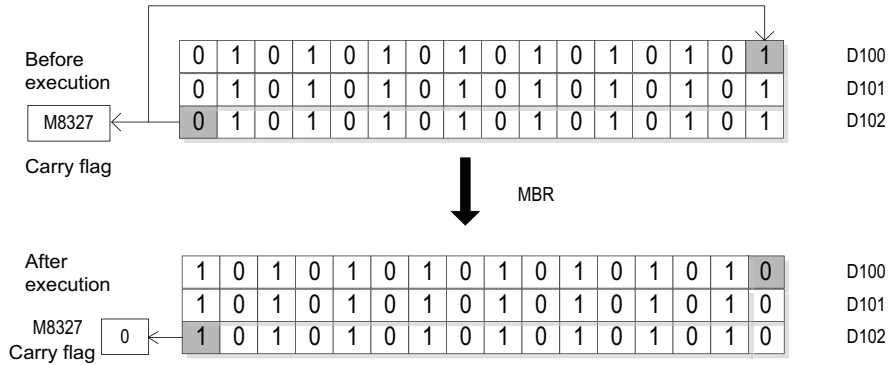 Before
execution
0 1 0 1 0 1 0 1 0 1 0 1 0 1 0 1 D100
0 1 0 1 0 1 0 1 0 1 0 1 0 1 0 1 D101
M8327 0 1 0 1 0 1 0 1 0 1 0 1 0 1 0 1 D102
Carry flag
MBR
After
execution
1 0 1 0 1 0 1 0 1 0 1 0 1 0 1 0 D100
1 0 1 0 1 0 1 0 1 0 1 0 1 0 1 0 D101
M8327 0 1 0 1 0 1 0 1 0 1 0 1 0 1 0 1 0 D102
Carry flag